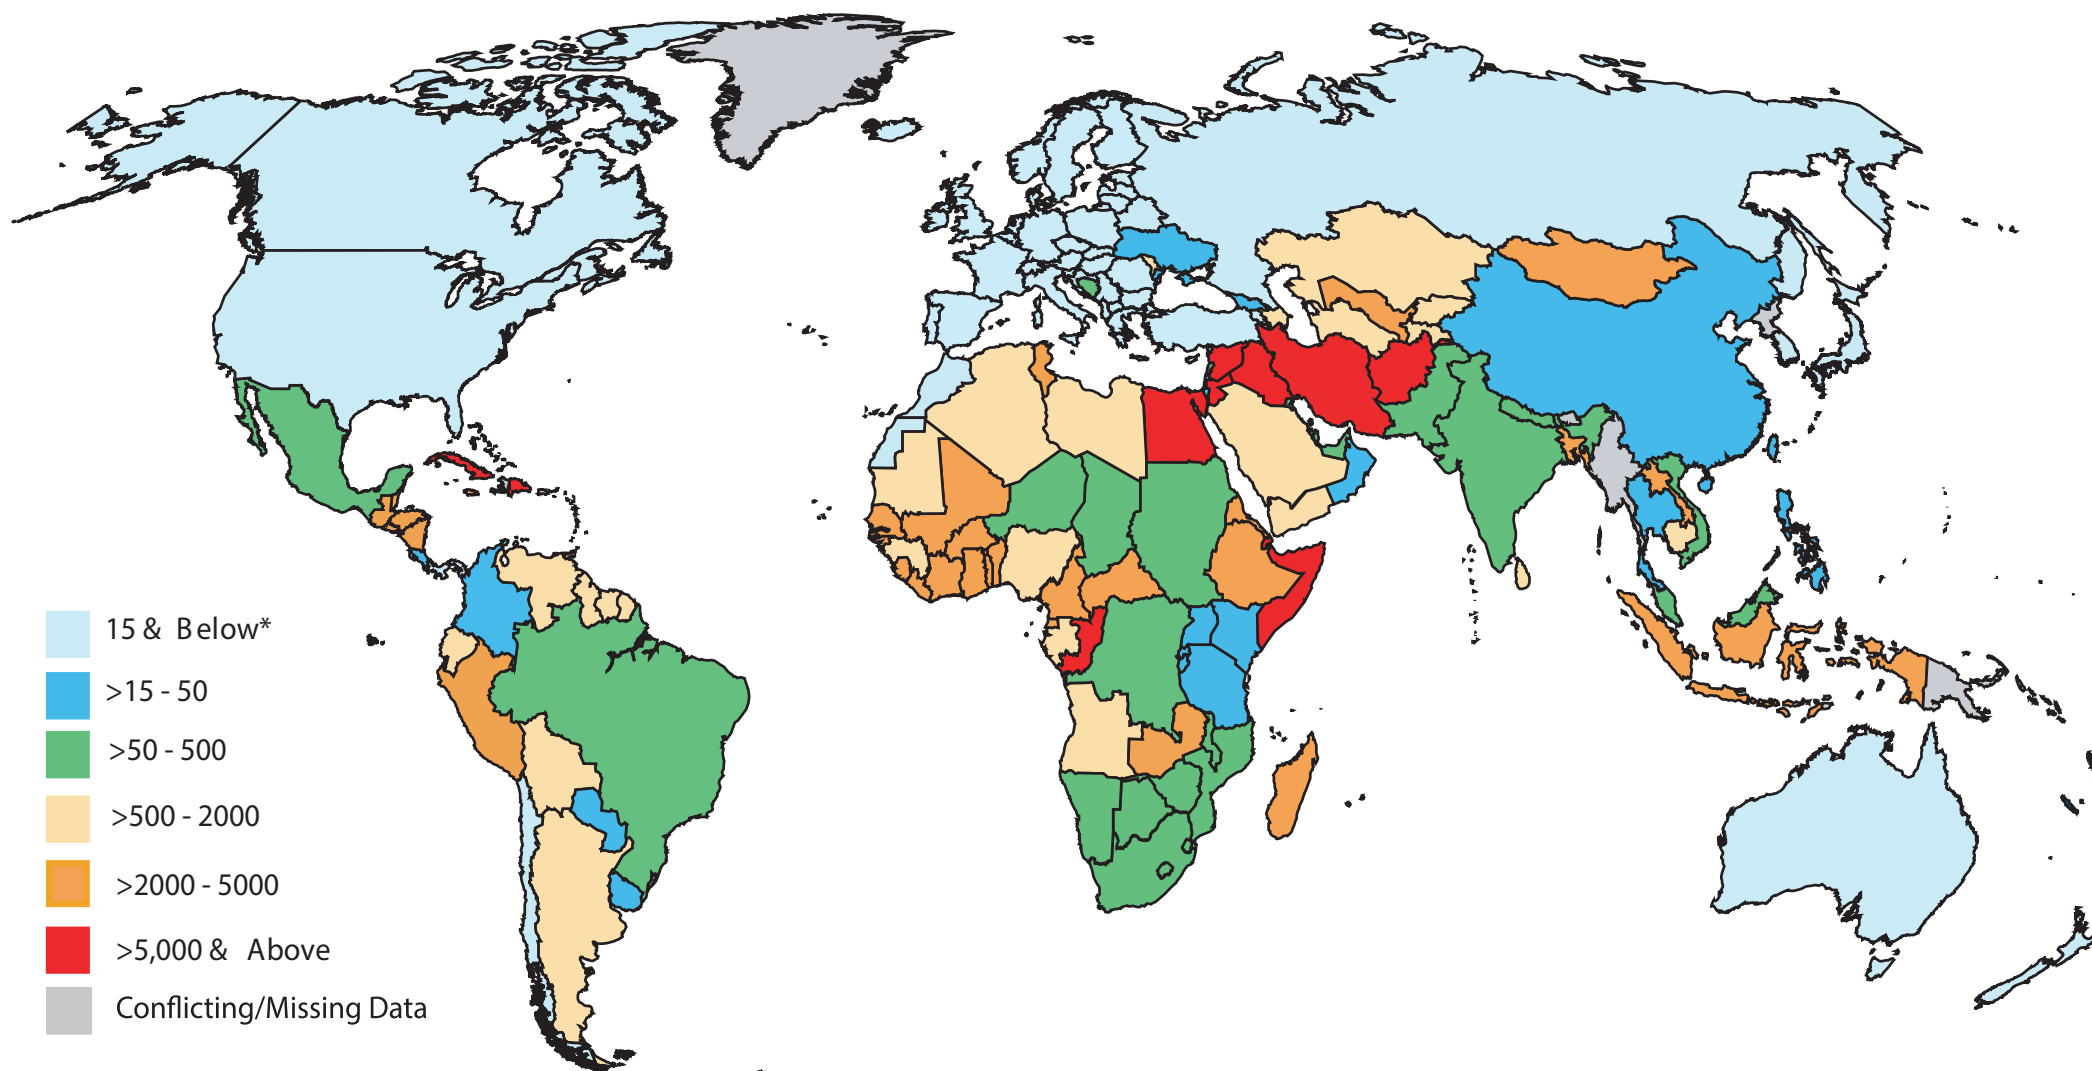 15 & Below*
>15 - 50
>50 - 500
>500 - 2000
>2000 - 5000
>5,000 & Above
Conflicting/Missing Data